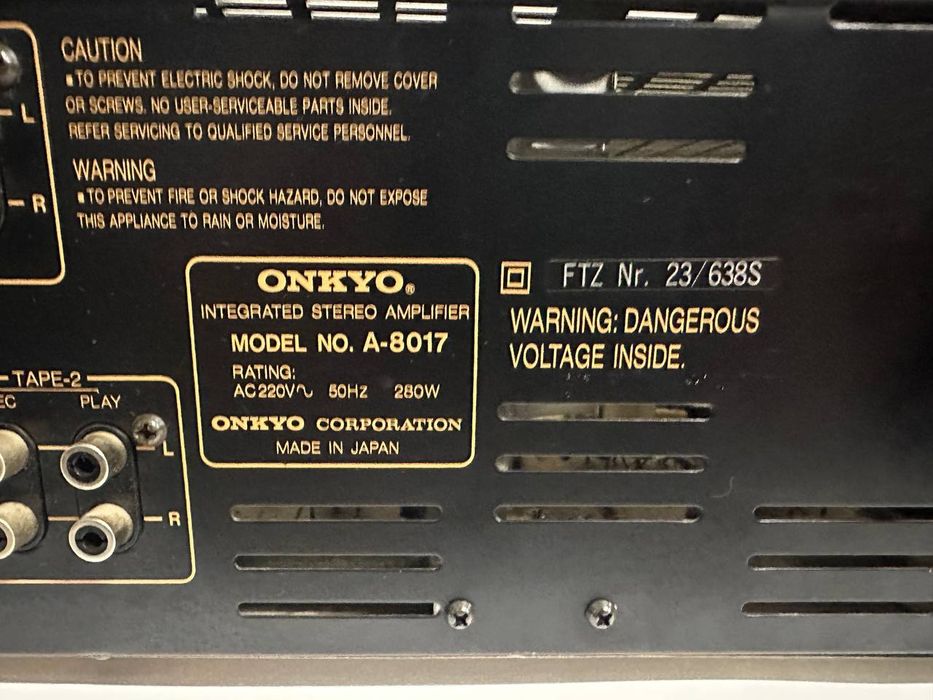 CAUTION
▪TO PREVENT ELECTRIC SHOCK, DO NOT REMOVE COVER
OR SCREWS. NO USER-SERVICEABLE PARTS INSIDE.
REFER SERVICING TO QUALIFIED SERVICE PERSONNEL.
L
R
WARNING
▪TO PREVENT FIRE OR SHOCK HAZARD, DO NOT EXPOSE
THIS APPLIANCE TO RAIN OR MOISTURE.
ONKYO®
INTEGRATED STEREO AMPLIFIER
MODEL NO. A-8017
RATING:
AC 220V∿ 50Hz 280W
ONKYO CORPORATION
MADE IN JAPAN
FTZ Nr. 23/638S
WARNING: DANGEROUS
VOLTAGE INSIDE.
TAPE-2
PLAY
L
R